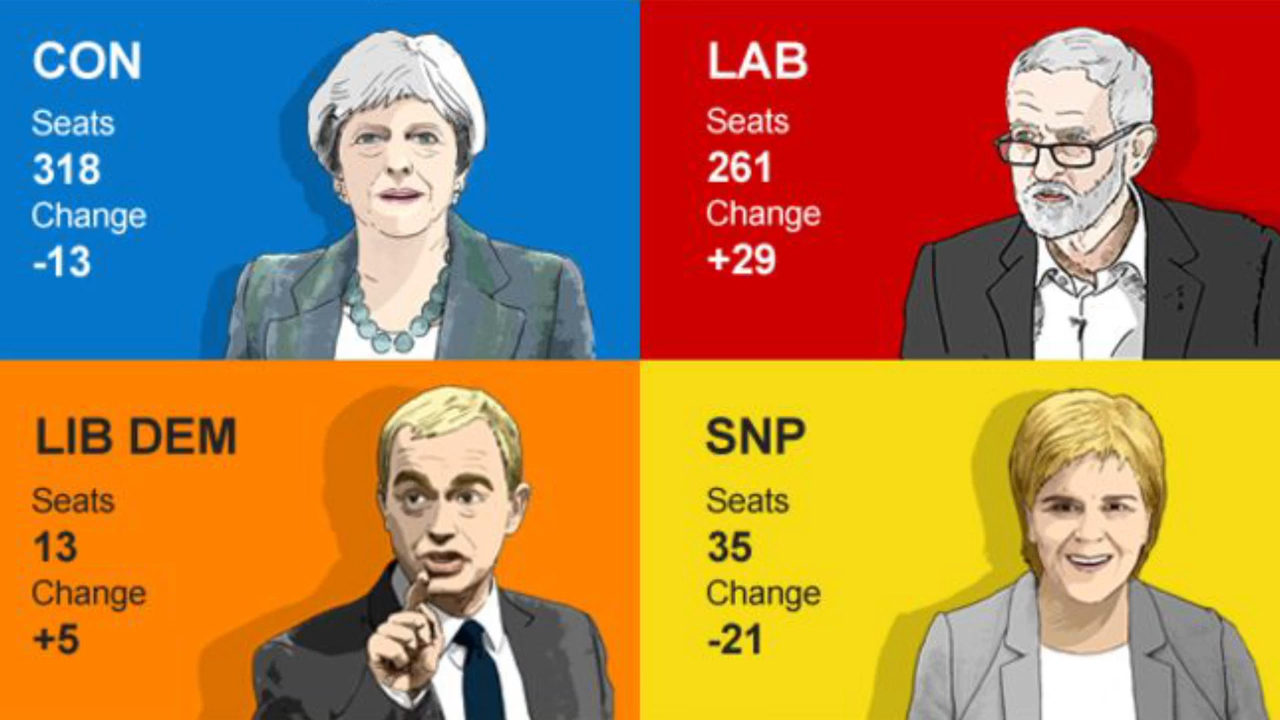 CON
Seats
318
Change
-13
LAB
Seats
261
Change
+29
LIB DEM
Seats
13
Change
+5
SNP
Seats
35
Change
-21